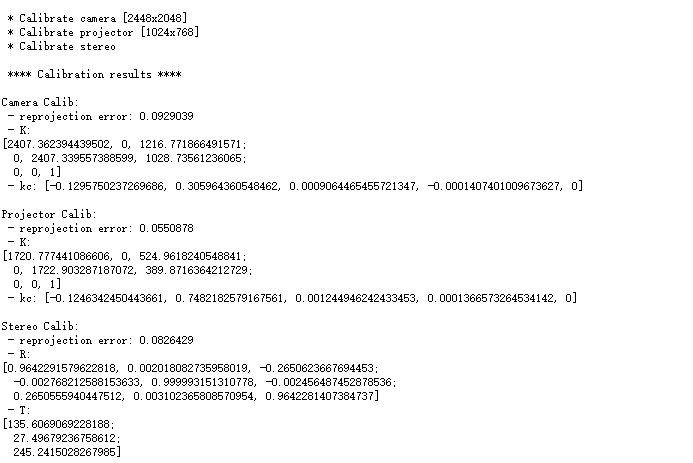 * Calibrate camera [2448x2048]
* Calibrate projector [1024x768]
* Calibrate stereo
**** Calibration results ****
Camera Calib:
- reprojection error: 0.0929039
- K:
[2407.362394439502, 0, 1216.771866491571;
0, 2407.339557388599, 1028.73561236065;
0, 0, 1]
- kc: [-0.1295750237269686, 0.305964360548462, 0.0009064465455721347, -0.0001407401009673627, 0]
Projector Calib:
- reprojection error: 0.0550878
- K:
[1720.777441086606, 0, 524.9618240548841;
0, 1722.903287187072, 389.8716364212729;
0, 0, 1]
- kc: [-0.1246342450443661, 0.7482182579167561, 0.001244946242433453, 0.0001366573264534142, 0]
Stereo Calib:
- reprojection error: 0.0826429
- R:
[0.9642291579622818, 0.002018082735958019, -0.2650623667694453;
-0.002768212588153633, 0.999993151310778, -0.002456487452878536;
0.2650555940447512, 0.003102365808570954, 0.9642281407384737]
- T:
[135.6069069228188;
27.49679236758612;
245.2415028267985]